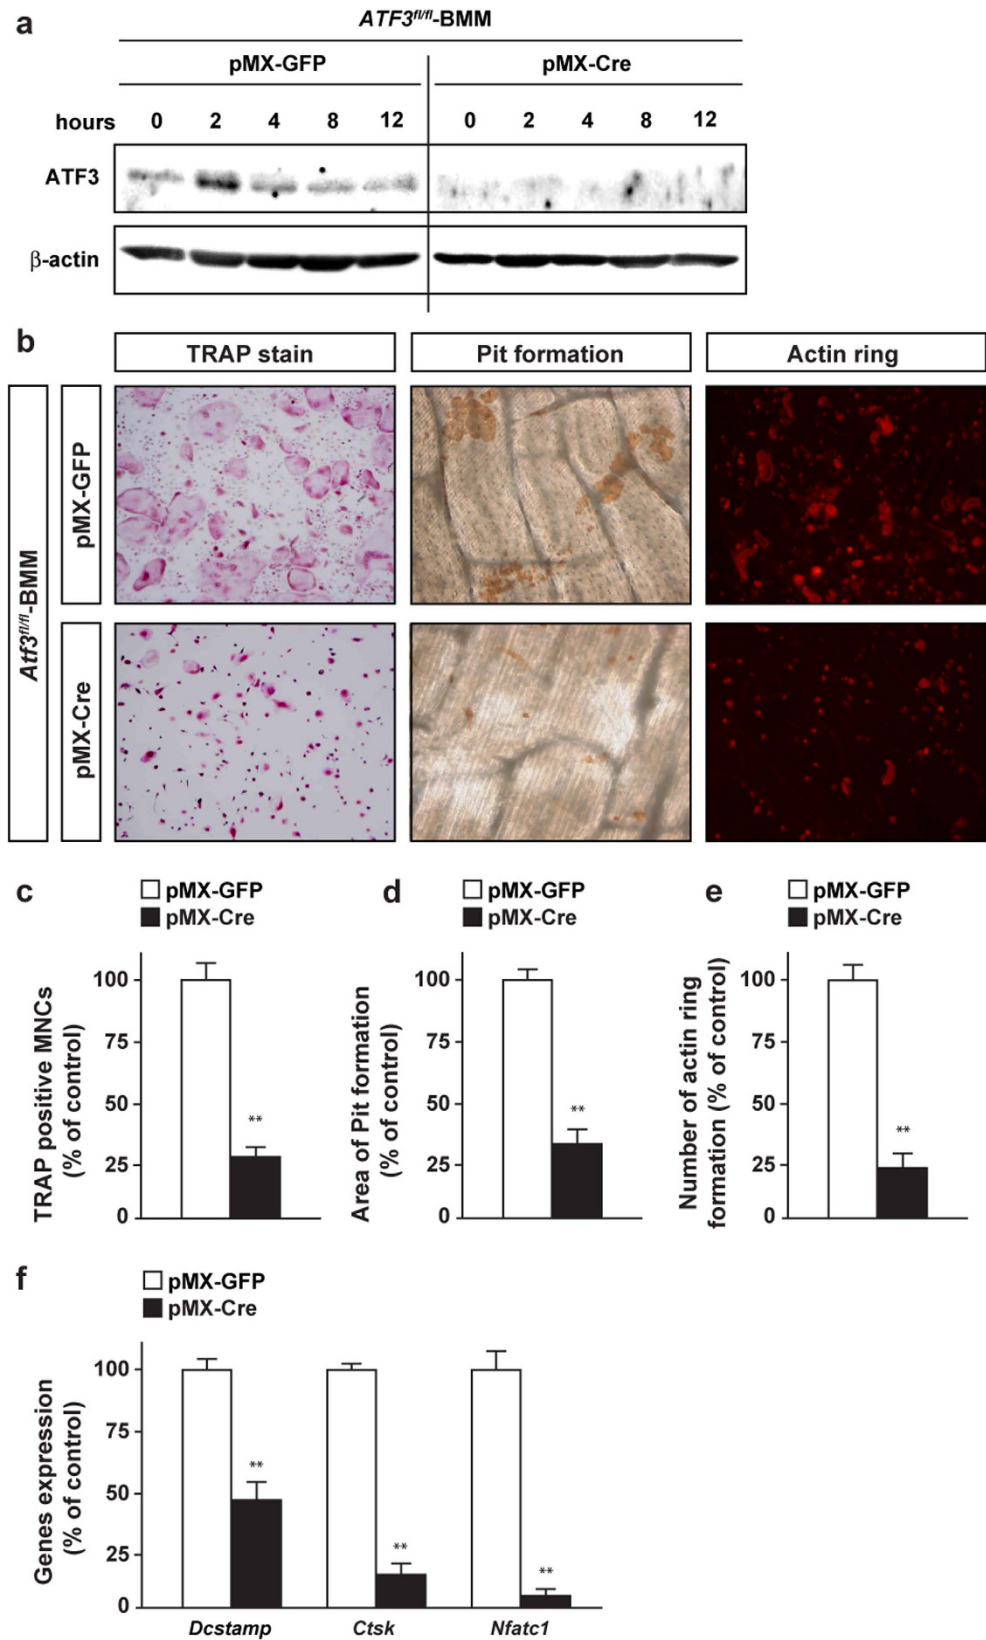 a
ATF3fl/fl-BMM
pMX-GFP pMX-Cre
hours 0 2 4 8 12 0 2 4 8 12
ATF3
β-actin
b
TRAP stain Pit formation Actin ring
Atf3fl/fl-BMM
pMX-GFP
pMX-Cre
c
pMX-GFP
pMX-Cre
TRAP positive MNCs
(% of control)
100
75
50
25
0
**
d
pMX-GFP
pMX-Cre
Area of Pit formation
(% of control)
100
75
50
25
0
**
e
pMX-GFP
pMX-Cre
Number of actin ring
formation (% of control)
100
75
50
25
0
**
f
pMX-GFP
pMX-Cre
Genes expression
(% of control)
100
75
50
25
0
** ** **
Dcstamp Ctsk Nfatc1